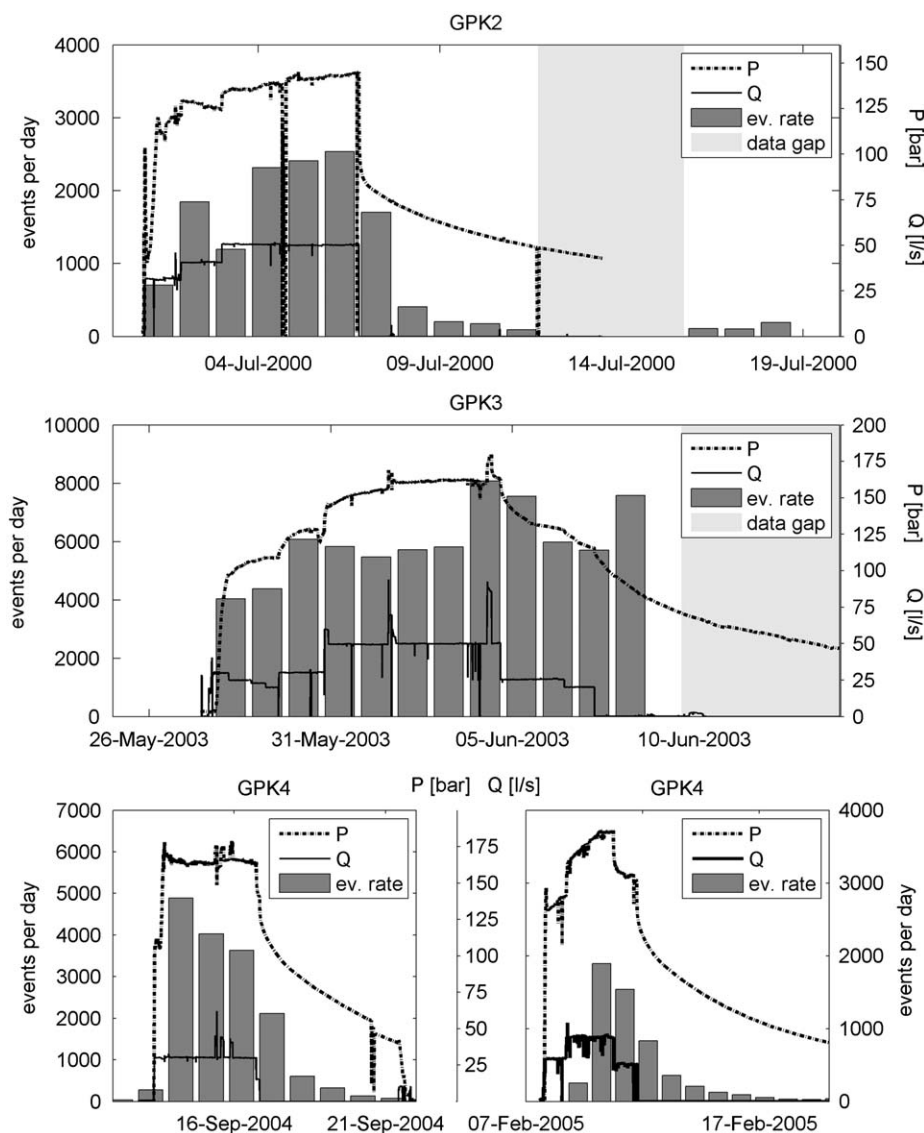 GPK2
4000
3000
2000
1000
0
events per day
P
Q
ev. rate
data gap
150
125
100
75
50
25
0
P [bar]
Q [l/s]
04-Jul-2000 09-Jul-2000 14-Jul-2000 19-Jul-2000
GPK3
10000
8000
6000
4000
2000
0
events per day
P
Q
ev. rate
data gap
200
175
150
125
100
75
50
25
0
P [bar]
Q [l/s]
26-May-2003 31-May-2003 05-Jun-2003 10-Jun-2003
GPK4 P [bar] Q [l/s] GPK4
7000
6000
5000
4000
3000
2000
1000
0
events per day
P
Q
ev. rate
175
150
125
100
75
50
25
0
P
Q
ev. rate
4000
3000
2000
1000
0
events per day
16-Sep-2004 21-Sep-2004 07-Feb-2005 17-Feb-2005